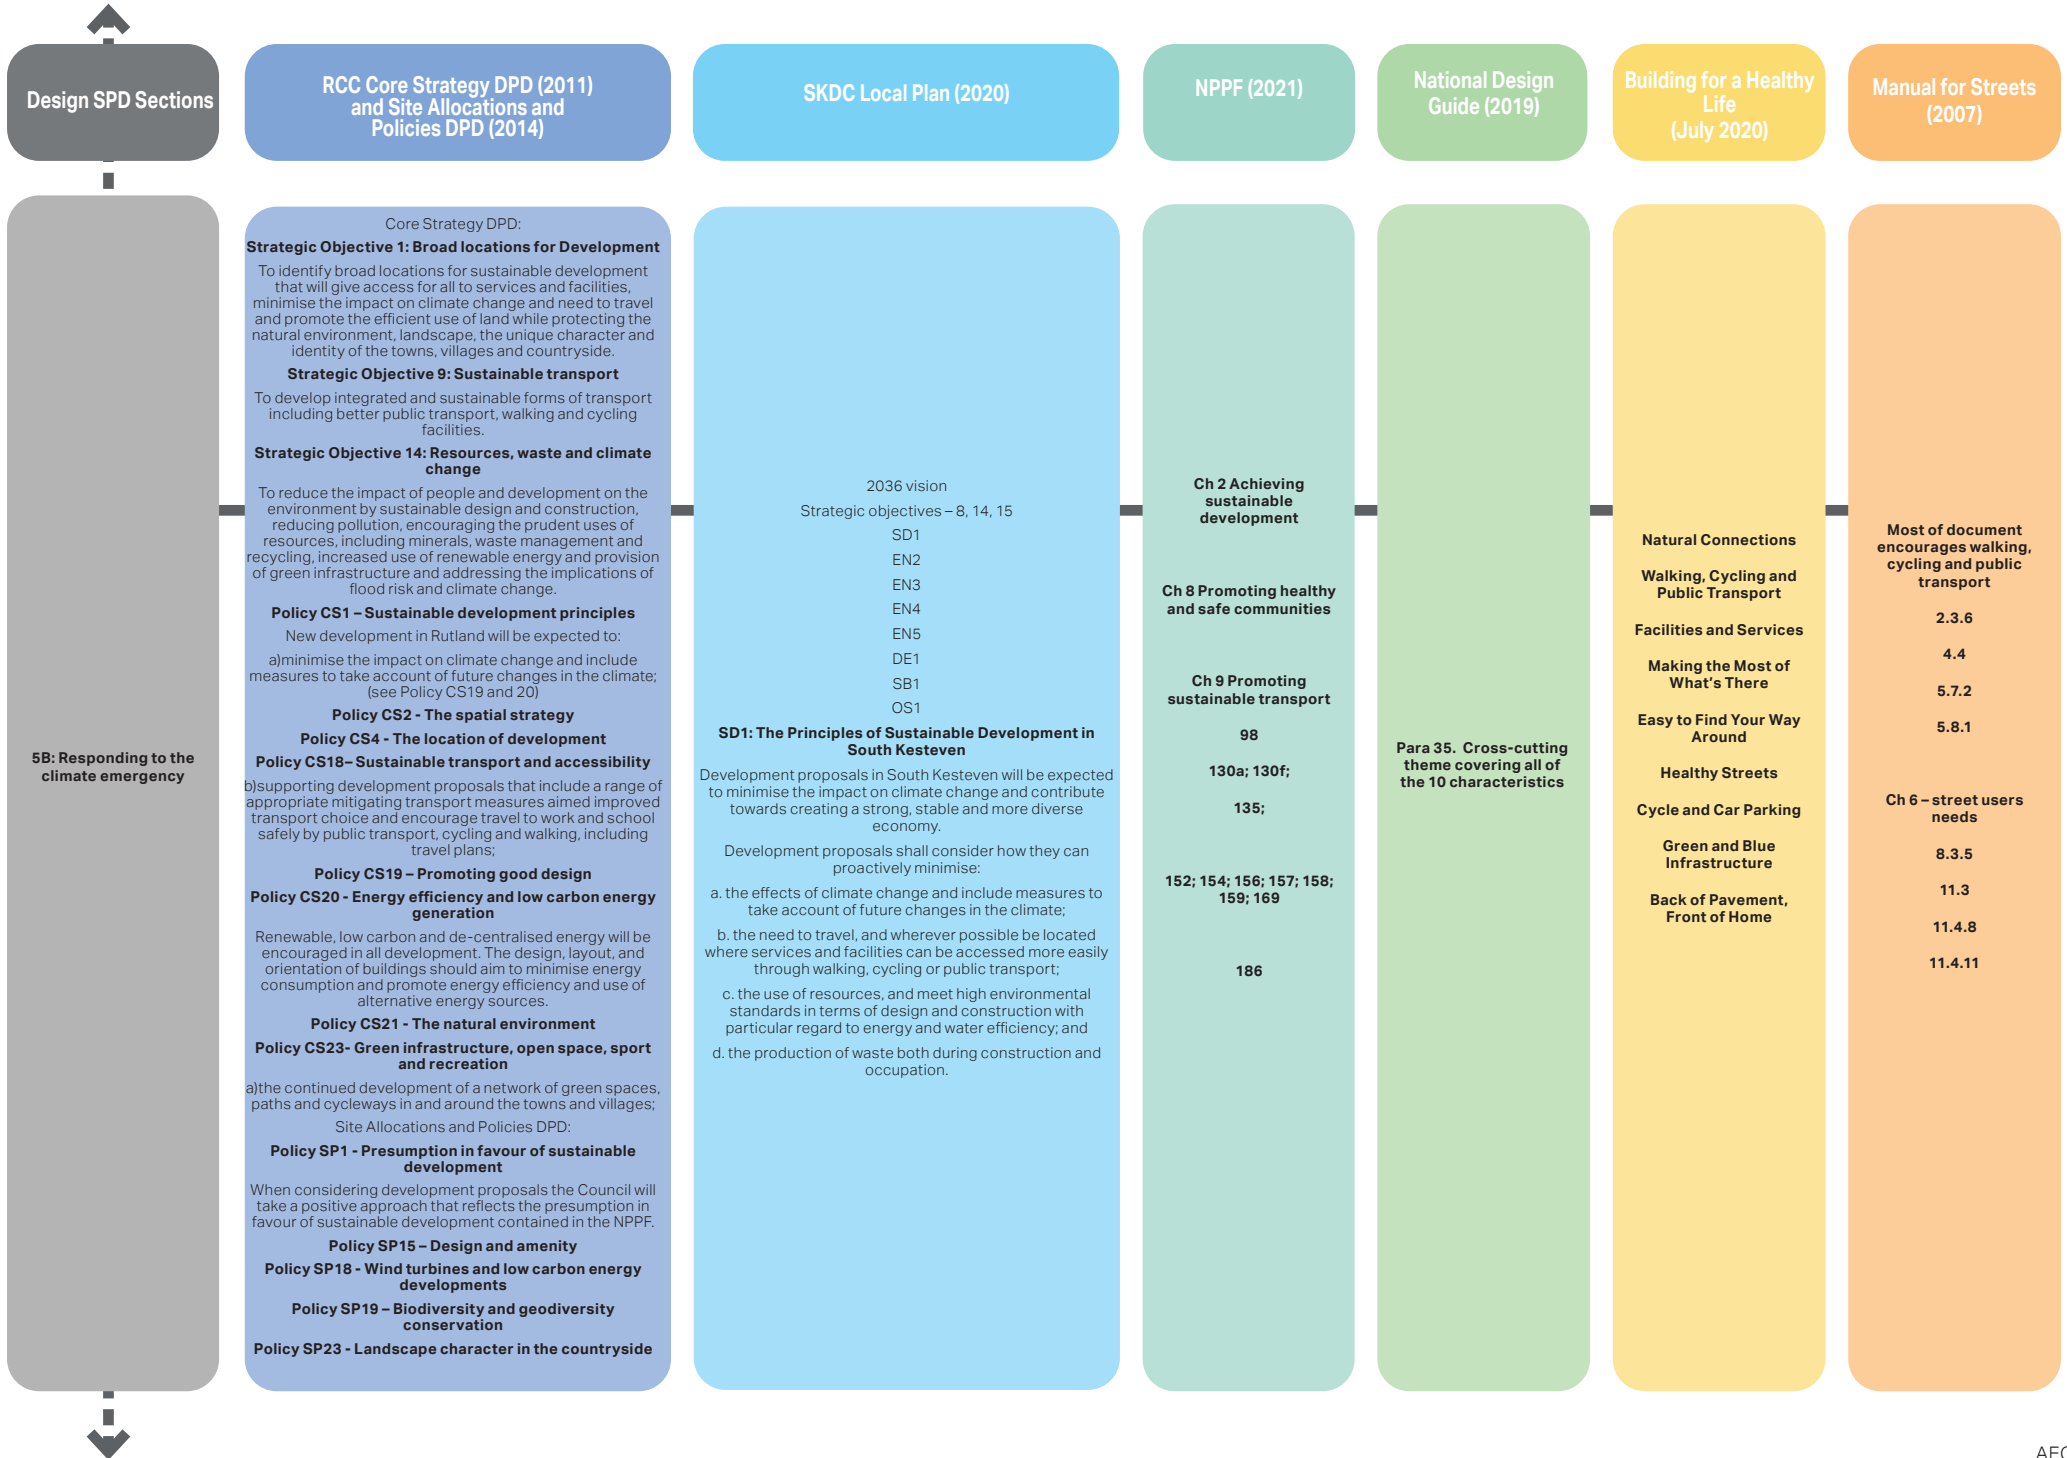 Design SPD Sections
RCC Core Strategy DPD (2011)
and Site Allocations and
Policies DPD (2014)
SKDC Local Plan (2020)
NPPF (2021)
National Design
Guide (2019)
Building for a Healthy
Life
(July 2020)
Manual for Streets
(2007)
5B: Responding to the
climate emergency
Core Strategy DPD:
Strategic Objective 1: Broad locations for Development
To identify broad locations for sustainable development
that will give access for all to services and facilities,
minimise the impact on climate change and need to travel
and promote the efficient use of land while protecting the
natural environment, landscape, the unique character and
identity of the towns, villages and countryside.
Strategic Objective 9: Sustainable transport
To develop integrated and sustainable forms of transport
including better public transport, walking and cycling
facilities.
Strategic Objective 14: Resources, waste and climate
change
To reduce the impact of people and development on the
environment by sustainable design and construction,
reducing pollution, encouraging the prudent uses of
resources, including minerals, waste management and
recycling, increased use of renewable energy and provision
of green infrastructure and addressing the implications of
flood risk and climate change.
Policy CS1 – Sustainable development principles
New development in Rutland will be expected to:
a)minimise the impact on climate change and include
measures to take account of future changes in the climate;
(see Policy CS19 and 20)
Policy CS2 - The spatial strategy
Policy CS4 - The location of development
Policy CS18– Sustainable transport and accessibility
b)supporting development proposals that include a range of
appropriate mitigating transport measures aimed improved
transport choice and encourage travel to work and school
safely by public transport, cycling and walking, including
travel plans;
Policy CS19 – Promoting good design
Policy CS20 - Energy efficiency and low carbon energy
generation
Renewable, low carbon and de-centralised energy will be
encouraged in all development. The design, layout, and
orientation of buildings should aim to minimise energy
consumption and promote energy efficiency and use of
alternative energy sources.
Policy CS21 - The natural environment
Policy CS23- Green infrastructure, open space, sport
and recreation
a)the continued development of a network of green spaces,
paths and cycleways in and around the towns and villages;
Site Allocations and Policies DPD:
Policy SP1 - Presumption in favour of sustainable
development
When considering development proposals the Council will
take a positive approach that reflects the presumption in
favour of sustainable development contained in the NPPF.
Policy SP15 – Design and amenity
Policy SP18 - Wind turbines and low carbon energy
developments
Policy SP19 – Biodiversity and geodiversity
conservation
Policy SP23 - Landscape character in the countryside
2036 vision
Strategic objectives – 8, 14, 15
SD1
EN2
EN3
EN4
EN5
DE1
SB1
OS1
SD1: The Principles of Sustainable Development in
South Kesteven
Development proposals in South Kesteven will be expected
to minimise the impact on climate change and contribute
towards creating a strong, stable and more diverse
economy.
Development proposals shall consider how they can
proactively minimise:
a. the effects of climate change and include measures to
take account of future changes in the climate;
b. the need to travel, and wherever possible be located
where services and facilities can be accessed more easily
through walking, cycling or public transport;
c. the use of resources, and meet high environmental
standards in terms of design and construction with
particular regard to energy and water efficiency; and
d. the production of waste both during construction and
occupation.
Ch 2 Achieving
sustainable
development
Ch 8 Promoting healthy
and safe communities
Ch 9 Promoting
sustainable transport
98
130a; 130f;
135;
152; 154; 156; 157; 158;
159; 169
186
Para 35. Cross-cutting
theme covering all of
the 10 characteristics
Natural Connections
Walking, Cycling and
Public Transport
Facilities and Services
Making the Most of
What's There
Easy to Find Your Way
Around
Healthy Streets
Cycle and Car Parking
Green and Blue
Infrastructure
Back of Pavement,
Front of Home
Most of document
encourages walking,
cycling and public
transport
2.3.6
4.4
5.7.2
5.8.1
Ch 6 – street users
needs
8.3.5
11.3
11.4.8
11.4.11